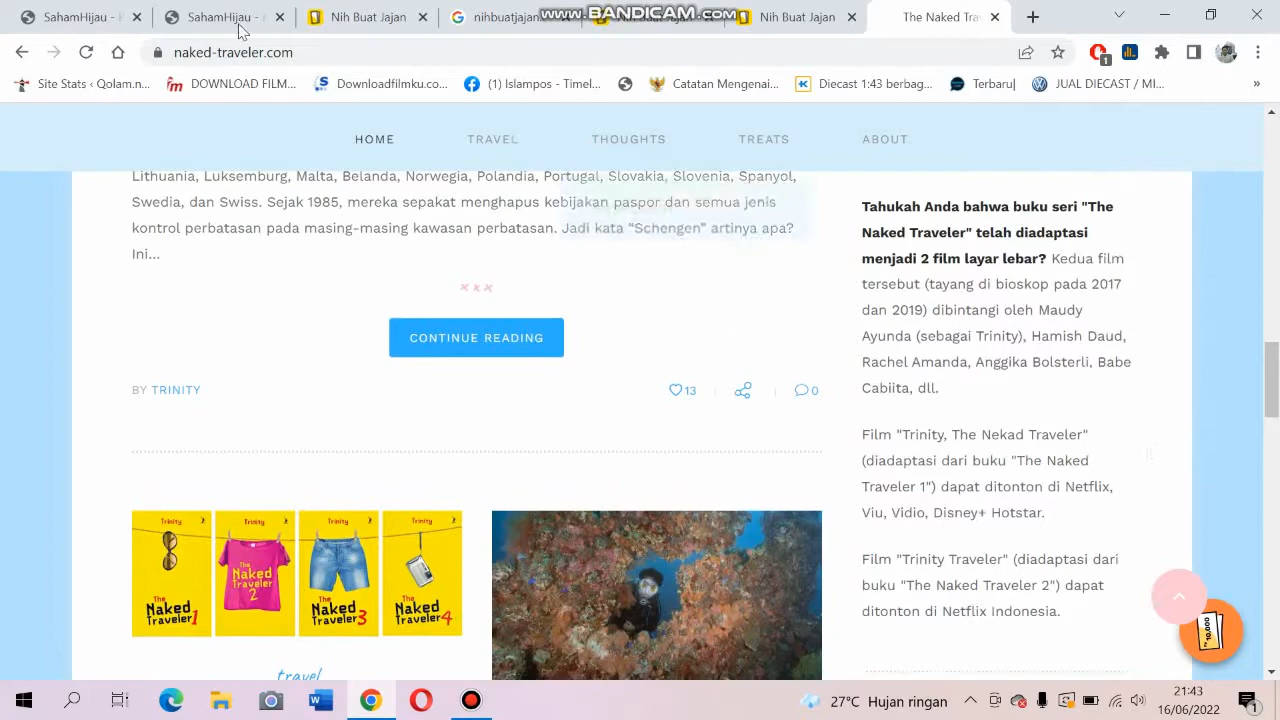 www.BANDICAM.com
SamHijau -
SamHijau -
Nih Buat Jajan
nihbuatjajan
Nih Buat Jajan
Nih Buat Jajan
The Naked Tra
naked-traveler.com
1
Site Stats ‹ Qolam.n...
DOWNLOAD FILM...
Downloadfilmku.co...
(1) Islampos - Timel...
Catatan Mengenai...
Diecast 1:43 berbag...
Terbaru|
JUAL DIECAST / MI...
»
HOME
TRAVEL
THOUGHTS
TREATS
ABOUT
Lithuania, Luksemburg, Malta, Belanda, Norwegia, Polandia, Portugal, Slovakia, Slovenia, Spanyol,
Swedia, dan Swiss. Sejak 1985, mereka sepakat menghapus kebijakan paspor dan semua jenis
kontrol perbatasan pada masing-masing kawasan perbatasan. Jadi kata “Schengen” artinya apa?
Ini...
CONTINUE READING
BY TRINITY
13
0
Trinity
The Naked Traveler 1
Trinity
The Naked Traveler 2
Trinity
The Naked Traveler 3
Trinity
The Naked Traveler 4
travel
Tahukah Anda bahwa buku seri "The
Naked Traveler" telah diadaptasi
menjadi 2 film layar lebar? Kedua film
tersebut (tayang di bioskop pada 2017
dan 2019) dibintangi oleh Maudy
Ayunda (sebagai Trinity), Hamish Daud,
Rachel Amanda, Anggika Bolsterli, Babe
Cabiita, dll.
Film "Trinity, The Nekad Traveler"
(diadaptasi dari buku "The Naked
Traveler 1") dapat ditonton di Netflix,
Viu, Vidio, Disney+ Hotstar.
Film "Trinity Traveler" (diadaptasi dari
buku "The Naked Traveler 2") dapat
ditonton di Netflix Indonesia.
10.000
27°C Hujan ringan
21:43
16/06/2022
1